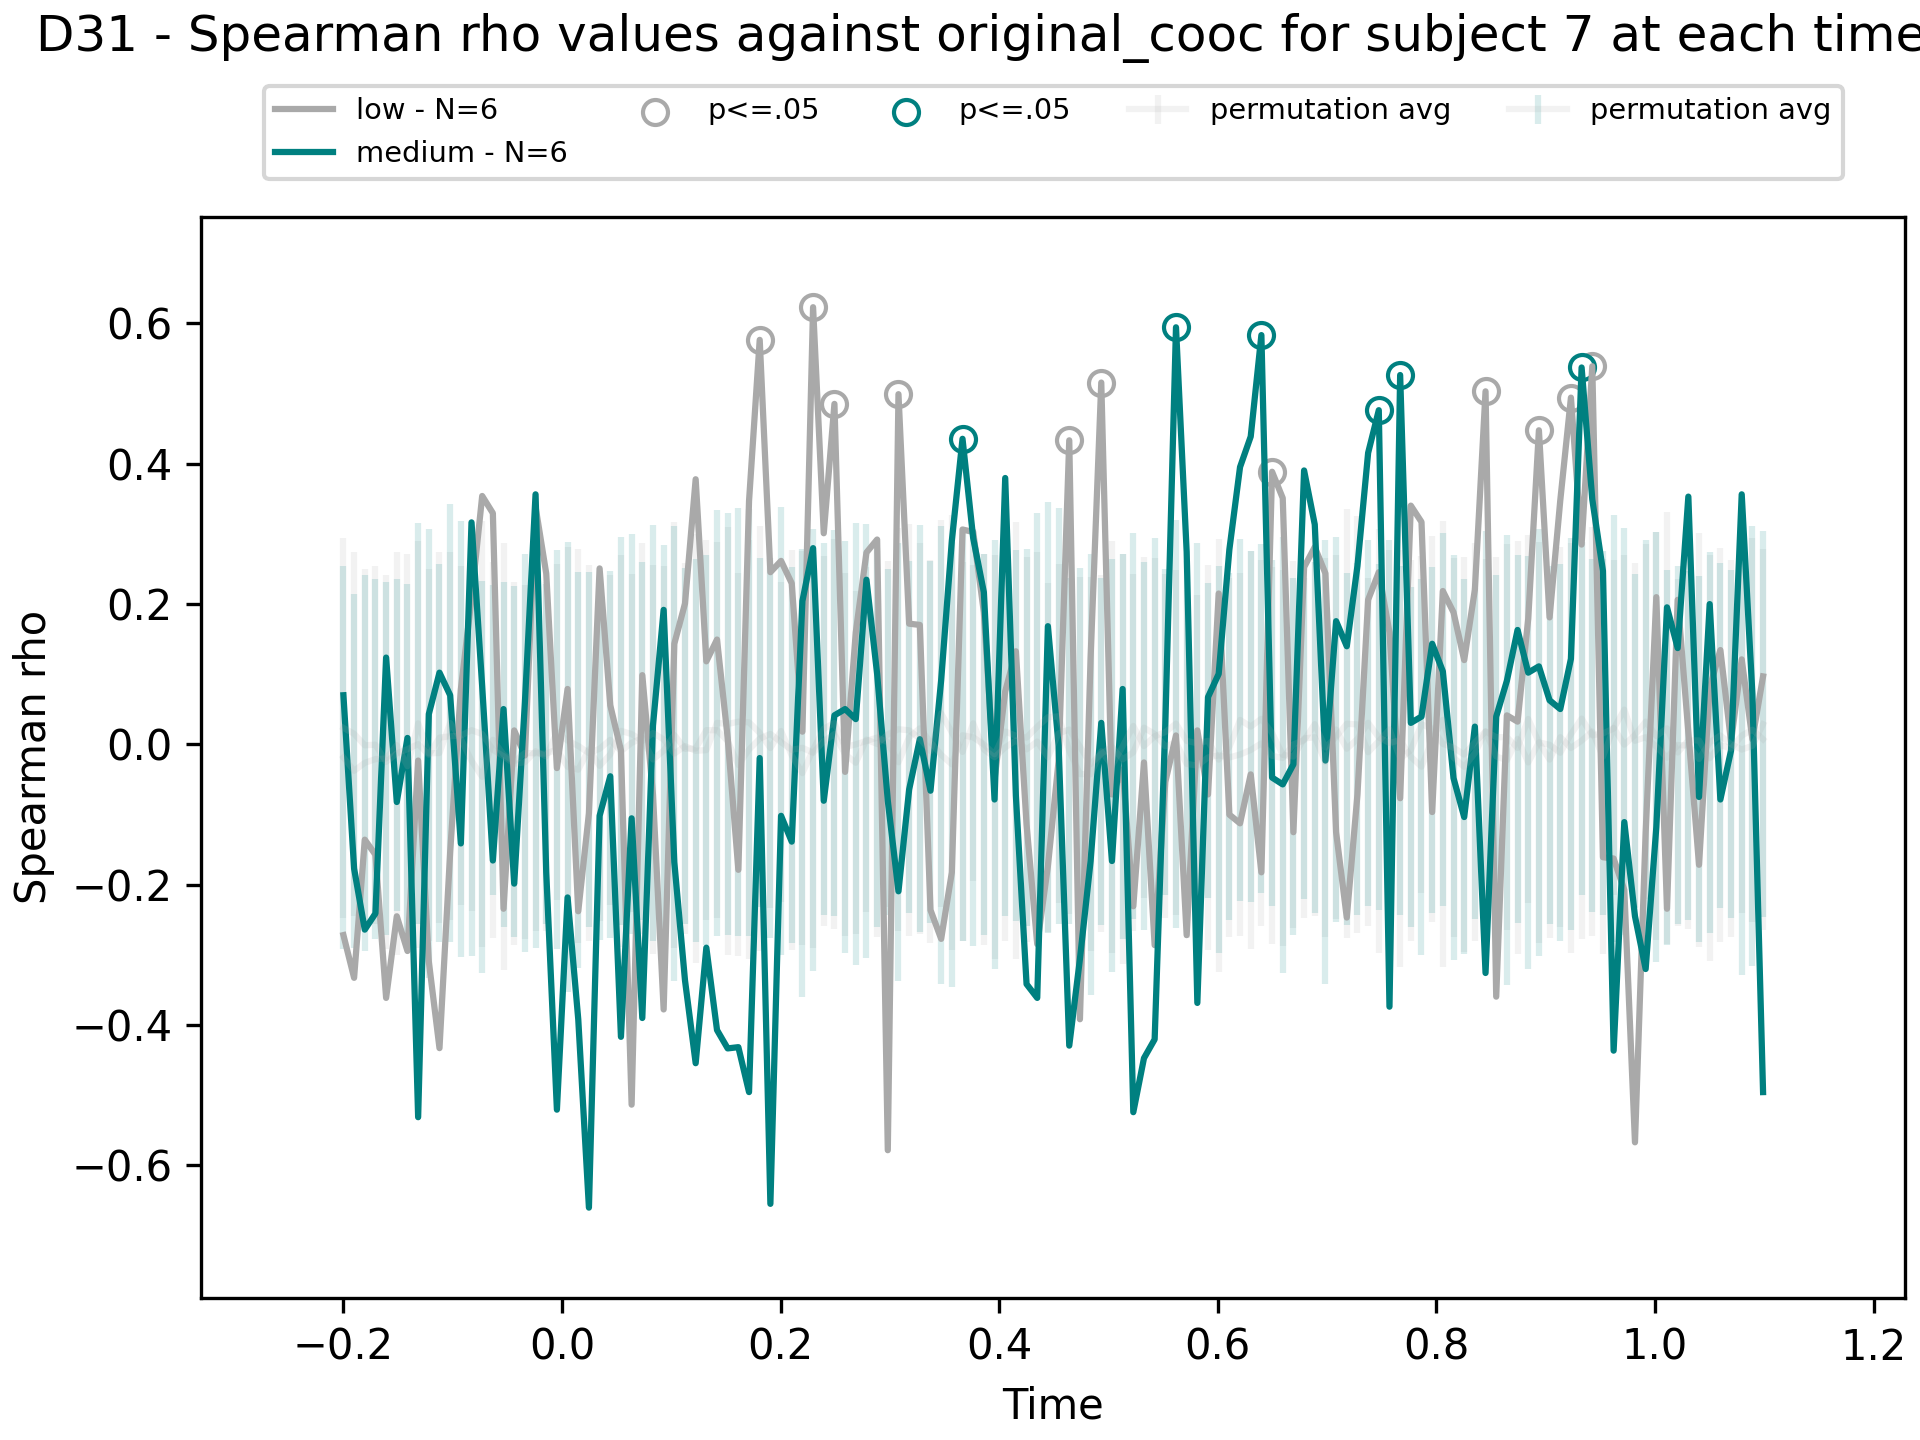 D31 - Spearman rho values against original_cooc for subject 7 at each time
low - N=6
medium - N=6
p<=.05
p<=.05
permutation avg
permutation avg
Spearman rho
0.6
0.4
0.2
0.0
−0.2
−0.4
−0.6
−0.2 0.0 0.2 0.4 0.6 0.8 1.0 1.2
Time